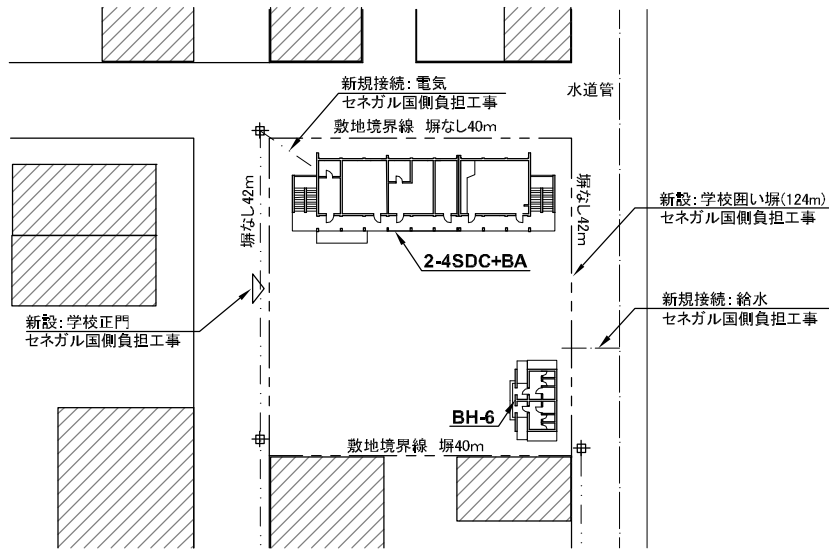 新規接続：電気
セネガル国側負担工事
水道管
敷地境界線 塀なし40m
塀なし42m
塀なし42m
新設：学校囲い塀(124m)
セネガル国側負担工事
2-4SDC+BA
新規接続：給水
セネガル国側負担工事
新設：学校正門
セネガル国側負担工事
BH-6
敷地境界線 塀40m